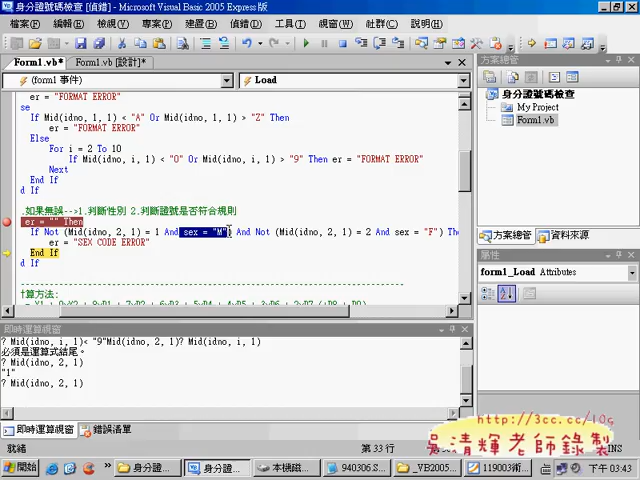 身分證號碼檢查 [偵錯] - Microsoft Visual Basic 2005 Express 版
檔案(F) 編輯(E) 檢視(V) 專案(P) 建置(B) 偵錯(D) 工具(T) 視窗(W) 社群(C) 說明(H)
Form1.vb* Form1.vb [設計]*
(form1 事件) Load
er = "FORMAT ERROR"
se
If Mid(idno, 1, 1) < "A" Or Mid(idno, 1, 1) > "Z" Then
er = "FORMAT ERROR"
Else
For i = 2 To 10
If Mid(idno, i, 1) < "0" Or Mid(idno, i, 1) > "9" Then er = "FORMAT ERROR"
Next
End If
d If
.如果無誤-->1.判斷性別 2.判斷證號是否符合規則
er = "" Then
If Not (Mid(idno, 2, 1) = 1 And sex = "M") And Not (Mid(idno, 2, 1) = 2 And sex = "F") The
er = "SEX CODE ERROR"
End If
d If
計算方法:
即時運算視窗
? Mid(idno, i, 1)< "9"Mid(idno, 2, 1)? Mid(idno, i, 1)
必須是運算式結尾。
? Mid(idno, 2, 1)
"1"
? Mid(idno, 2, 1)
即時運算視窗 錯誤清單
就緒 第 33 行 INS
方案總管
身分證號碼檢查
My Project
Form1.vb
方案總管 資料來源
屬性
form1_Load Attributes
http://3cc.cc/10g
吳清輝老師錄製
開始 身分證... 身分證... 本機磁... 940306.S... _VB2005... 119003術... 下午 03:43